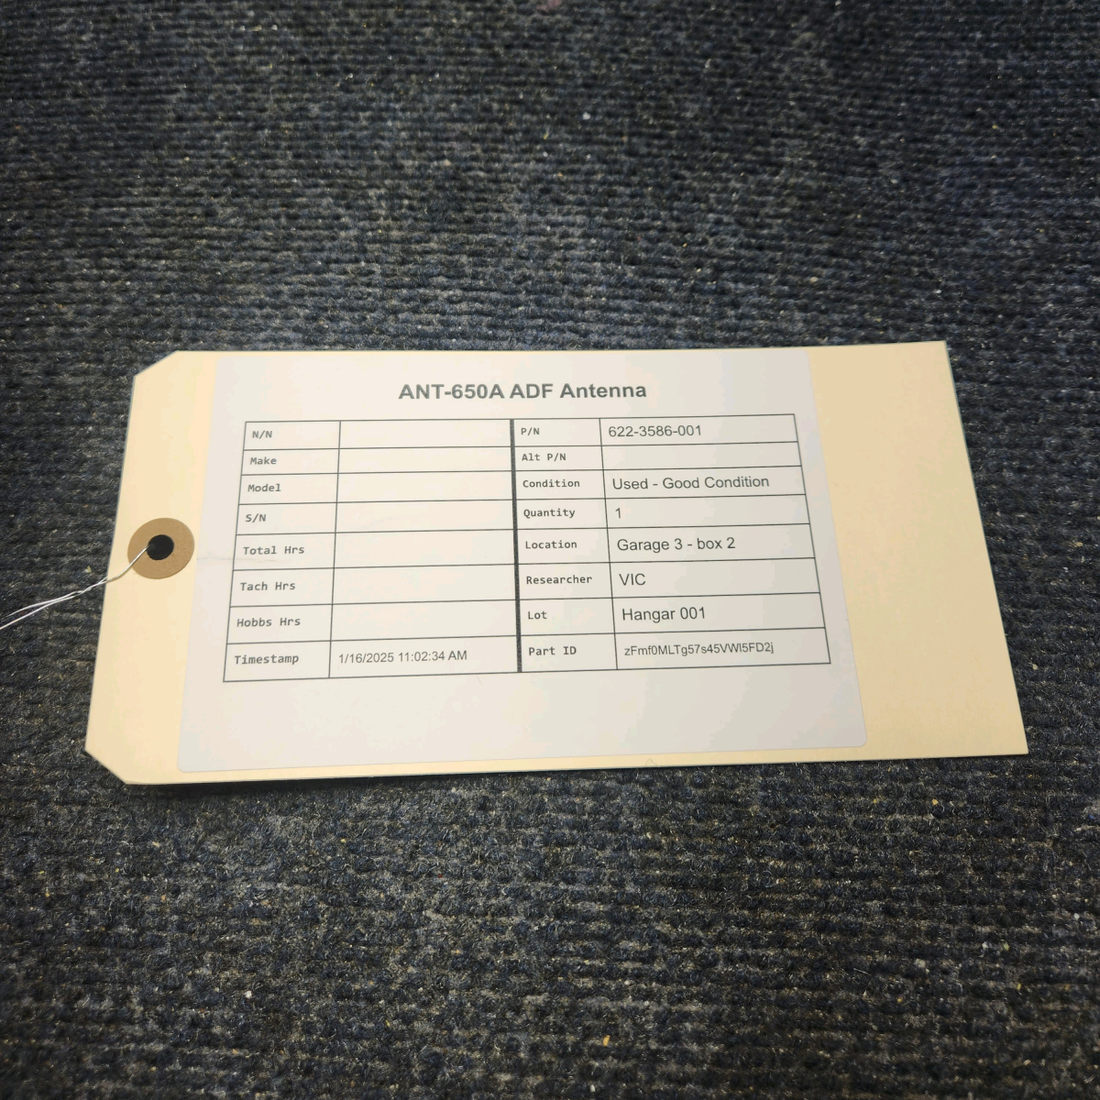 ANT-650A ADF Antenna
N/N
Make
Model
S/N
Total Hrs
Tach Hrs
Hobbs Hrs
Timestamp 1/16/2025 11:02:34 AM
P/N 622-3586-001
Alt P/N
Condition Used - Good Condition
Quantity 1
Location Garage 3 - box 2
Researcher VIC
Lot Hangar 001
Part ID zFmf0MLTg57s45VWl5FD2j